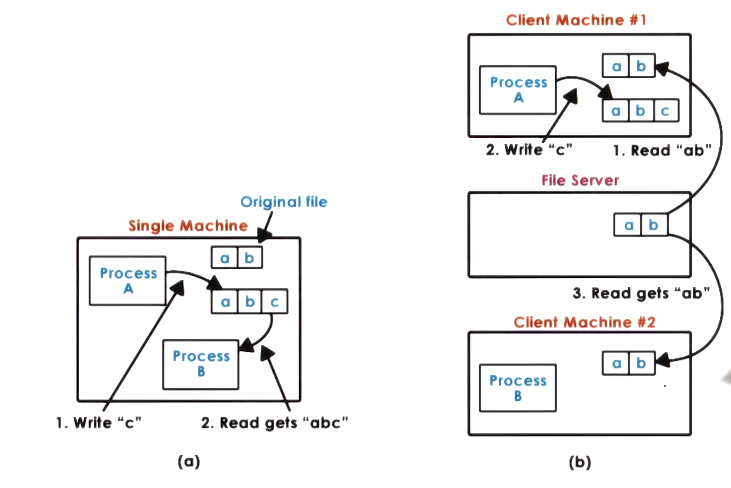 Original file
Single Machine
a b
Process
A
a b c
Process
B
1. Write “c”
2. Read gets “abc”
(a)
Client Machine #1
a b
Process
A
a b c
2. Write “c”
1. Read “ab”
File Server
a b
3. Read gets “ab”
Client Machine #2
a b
Process
B
(b)